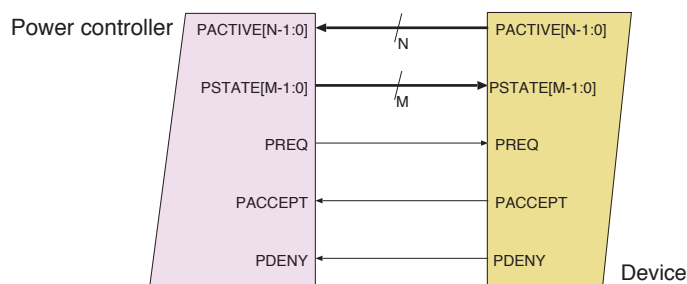 Power controller
PACTIVE[N-1:0]
N
PACTIVE[N-1:0]
PSTATE[M-1:0]
M
PSTATE[M-1:0]
PREQ
PREQ
PACCEPT
PACCEPT
PDENY
PDENY
Device